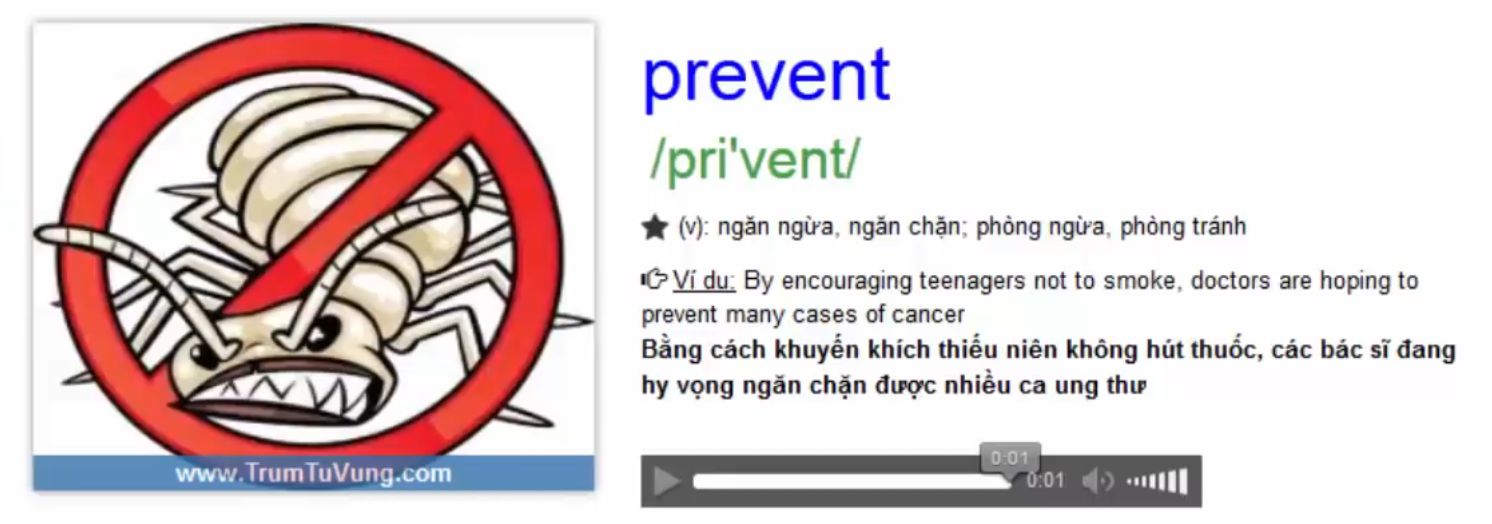 prevent
/pri'vent/
★ (v): ngăn ngừa, ngăn chặn; phòng ngừa, phòng tránh
Ví dụ: By encouraging teenagers not to smoke, doctors are hoping to
prevent many cases of cancer
Bằng cách khuyến khích thiếu niên không hút thuốc, các bác sĩ đang
hy vọng ngăn chặn được nhiều ca ung thư
www.TrumTuVung.com
0:01
0:01